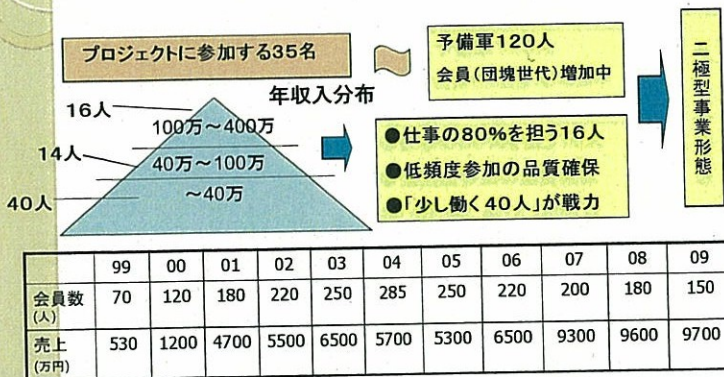 プロジェクトに参加する35名
予備軍120人
会員(団塊世代)増加中
二極型事業形態
年収入分布
16人
100万～400万
14人
40万～100万
40人
～40万
●仕事の80%を担う16人
●低頻度参加の品質確保
●「少し働く40人」が戦力
99 00 01 02 03 04 05 06 07 08 09
会員数(人) 70 120 180 220 250 285 250 220 200 180 150
売上(万円) 530 1200 4700 5500 6500 5700 5300 6500 9300 9600 9700